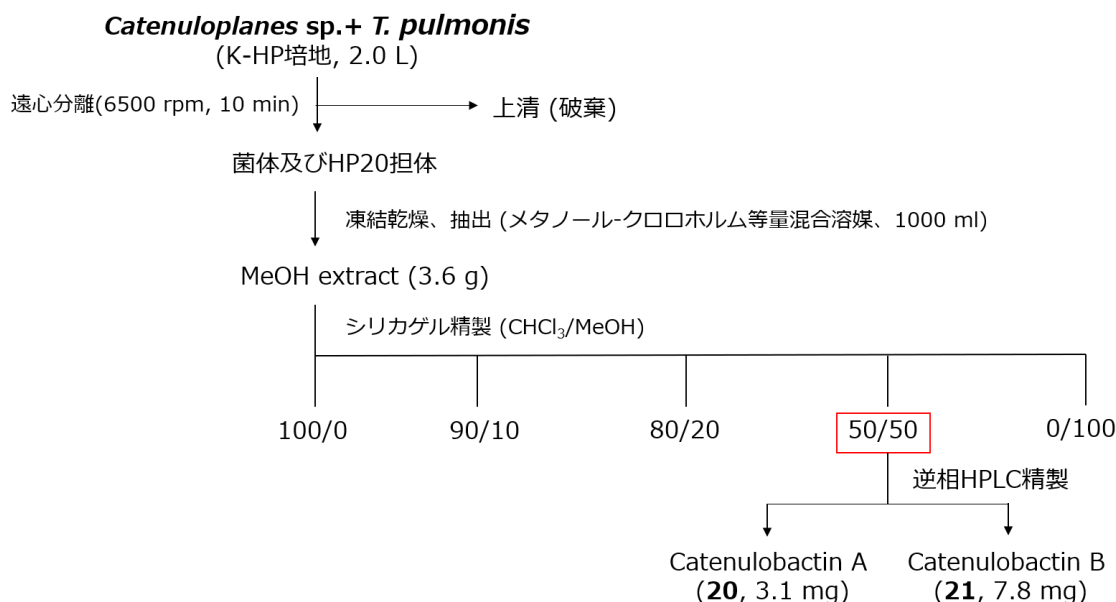 Catenuloplanes sp.+ T. pulmonis
(K-HP培地, 2.0 L)
遠心分離(6500 rpm, 10 min)
上清 (破棄)
菌体及びHP20担体
凍結乾燥、抽出 (メタノール-クロロホルム等量混合溶媒、1000 ml)
MeOH extract (3.6 g)
シリカゲル精製 (CHCl₃/MeOH)
100/0
90/10
80/20
50/50
0/100
逆相HPLC精製
Catenulobactin A
(20, 3.1 mg)
Catenulobactin B
(21, 7.8 mg)